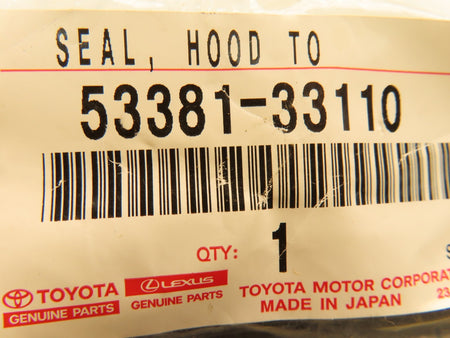 SEAL, HOOD TO
53381-33110
QTY: 1
TOYOTA
GENUINE PARTS
LEXUS
GENUINE PARTS
TOYOTA MOTOR CORPORAT
MADE IN JAPAN
23